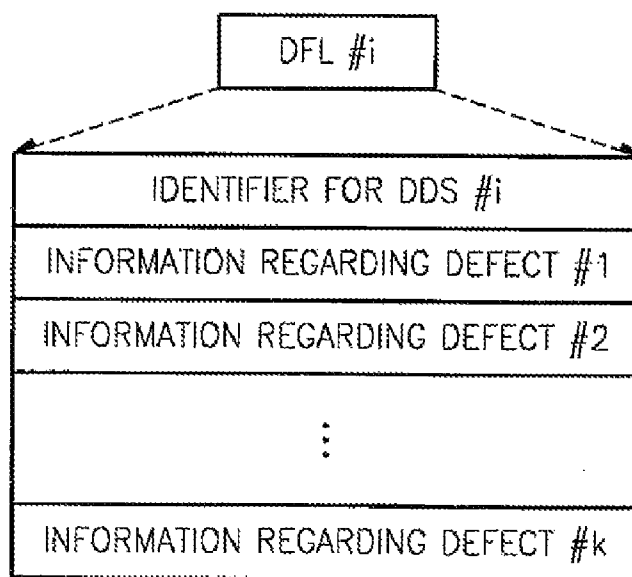 DFL #i
IDENTIFIER FOR DDS #i
INFORMATION REGARDING DEFECT #1
INFORMATION REGARDING DEFECT #2
⋮
INFORMATION REGARDING DEFECT #k